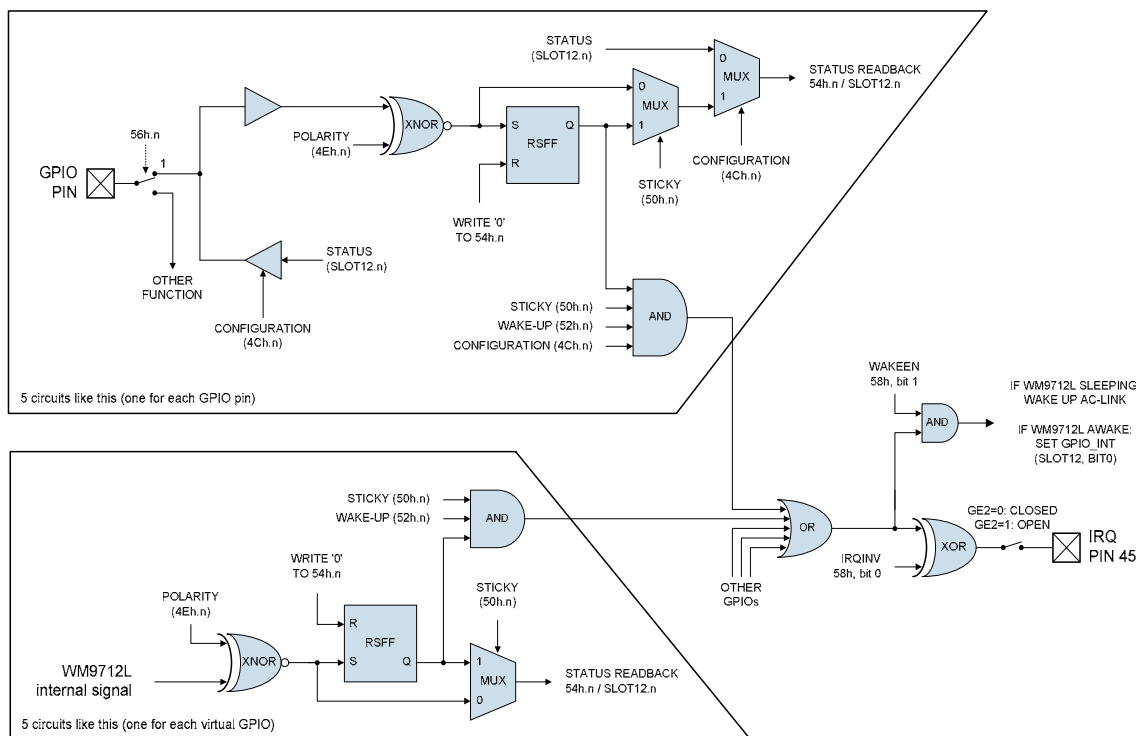 STATUS
(SLOT12.n)
0
MUX
1
STATUS READBACK
54h.n / SLOT12.n
0
MUX
1
XNOR
POLARITY
(4Eh.n)
S
Q
RSFF
R
56h.n
1
GPIO
PIN
CONFIGURATION
(4Ch.n)
STICKY
(50h.n)
WRITE '0'
TO 54h.n
STATUS
(SLOT12.n)
OTHER
FUNCTION
CONFIGURATION
(4Ch.n)
STICKY (50h.n)
WAKE-UP (52h.n)
CONFIGURATION (4Ch.n)
AND
5 circuits like this (one for each GPIO pin)
WAKEEN
58h, bit 1
AND
IF WM9712L SLEEPING
WAKE UP AC-LINK
IF WM9712L AWAKE:
SET GPIO_INT
(SLOT12, BIT0)
STICKY (50h.n)
WAKE-UP (52h.n)
AND
OR
OTHER
GPIOs
IRQINV
58h, bit 0
XOR
GE2=0: CLOSED
GE2=1: OPEN
IRQ
PIN 45
WRITE '0'
TO 54h.n
STICKY
(50h.n)
POLARITY
(4Eh.n)
R
RSFF
S
Q
XNOR
WM9712L
internal signal
1
MUX
0
STATUS READBACK
54h.n / SLOT12.n
5 circuits like this (one for each virtual GPIO)